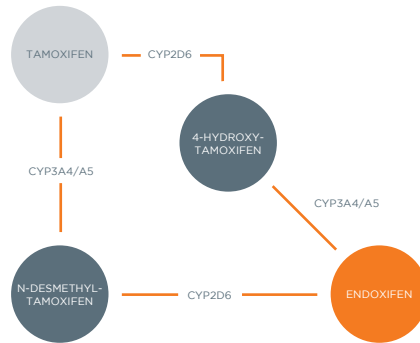 TAMOXIFEN
CYP2D6
4-HYDROXY-
TAMOXIFEN
CYP3A4/A5
CYP3A4/A5
N-DESMETHYL-
TAMOXIFEN
CYP2D6
ENDOXIFEN